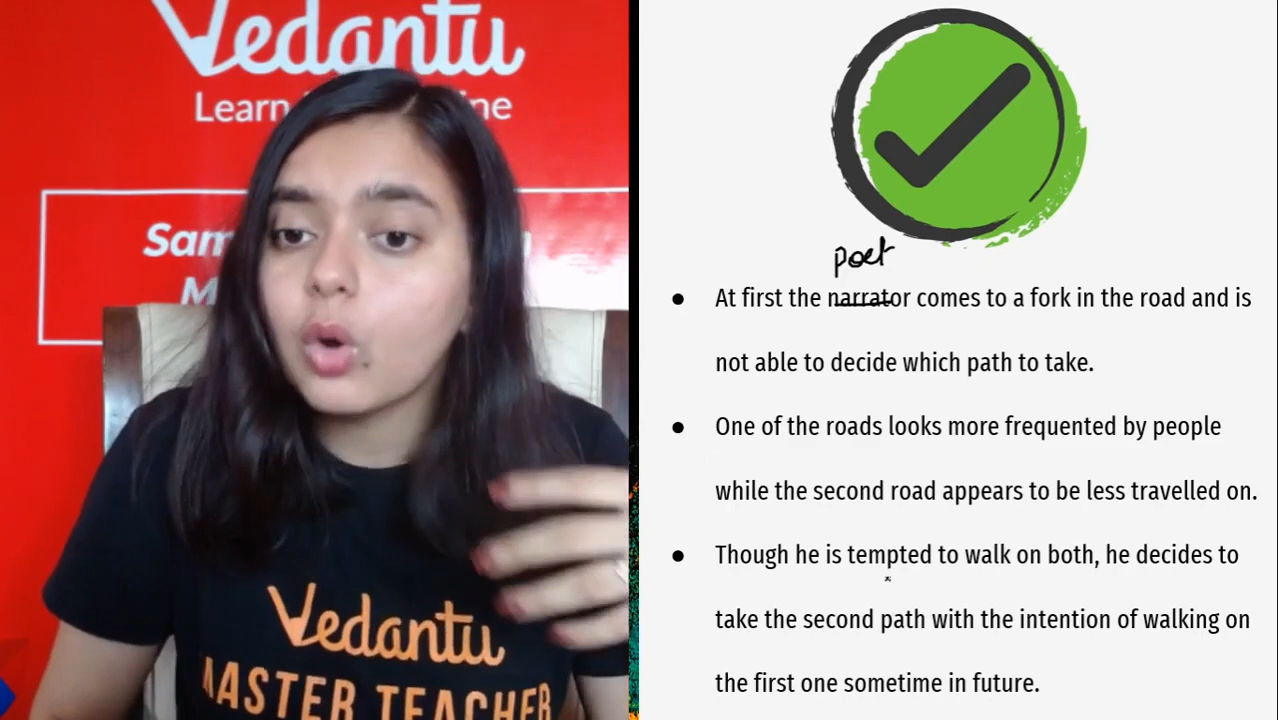 Vedantu
Learn
ne
Sam
M
Vedantu
MASTER TEACHER
poet
● At first the narrator comes to a fork in the road and is
not able to decide which path to take.
● One of the roads looks more frequented by people
while the second road appears to be less travelled on.
● Though he is tempted to walk on both, he decides to
take the second path with the intention of walking on
the first one sometime in future.